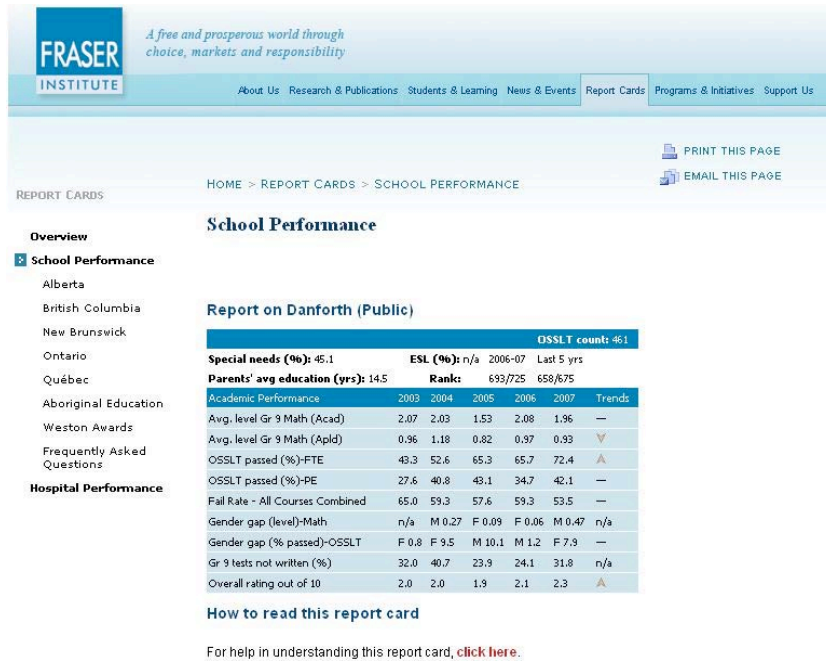 FRASER
INSTITUTE
A free and prosperous world through
choice, markets and responsibility
About Us Research & Publications Students & Learning News & Events Report Cards Programs & Initiatives Support Us
PRINT THIS PAGE
EMAIL THIS PAGE
REPORT CARDS
HOME > REPORT CARDS > SCHOOL PERFORMANCE
Overview
School Performance
Alberta
British Columbia
New Brunswick
Ontario
Québec
Aboriginal Education
Weston Awards
Frequently Asked
Questions
Hospital Performance
School Performance
Report on Danforth (Public)
OSSLT count: 461
Special needs (%): 45.1 ESL (%): n/a 2006-07 Last 5 yrs
Parents' avg education (yrs): 14.5 Rank: 693/725 658/675
Academic Performance 2003 2004 2005 2006 2007 Trends
Avg. level Gr 9 Math (Acad) 2.07 2.03 1.53 2.08 1.96 —
Avg. level Gr 9 Math (Apld) 0.96 1.18 0.82 0.97 0.93
OSSLT passed (%)-FTE 43.3 52.6 65.3 65.7 72.4
OSSLT passed (%)-PE 27.6 40.8 43.1 34.7 42.1 —
Fail Rate - All Courses Combined 65.0 59.3 57.6 59.3 53.5 —
Gender gap (level)-Math n/a M 0.27 F 0.09 F 0.06 M 0.47 n/a
Gender gap (% passed)-OSSLT F 0.8 F 9.5 M 10.1 M 1.2 F 7.9 —
Gr 9 tests not written (%) 32.0 40.7 23.9 24.1 31.8 n/a
Overall rating out of 10 2.0 2.0 1.9 2.1 2.3
How to read this report card
For help in understanding this report card, click here.